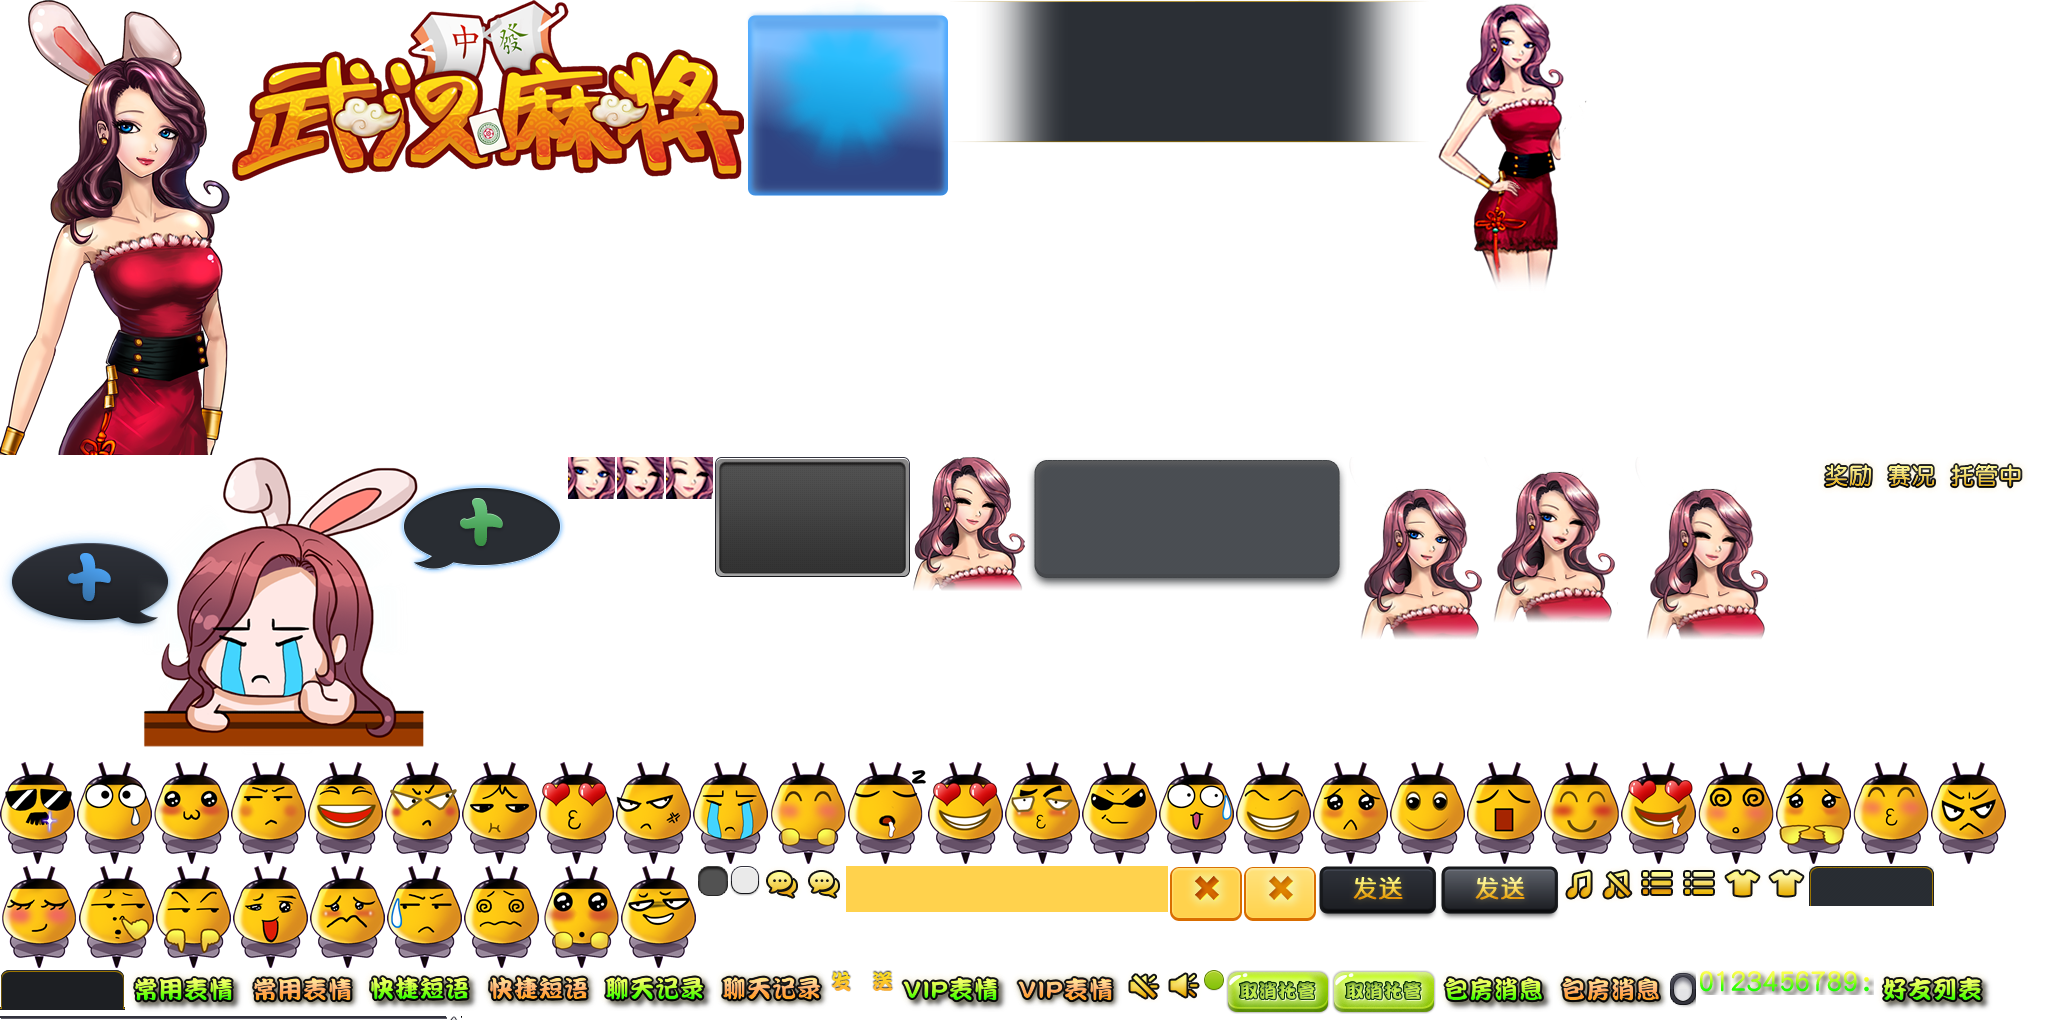 中 發
武汉麻将
奖励 赛况 托管中
z
发送 发送
常用表情 常用表情 快捷短语 快捷短语 聊天记录 聊天记录 发 送 VIP表情 VIP表情 取消托管 取消托管 包房消息 包房消息 0123456789: 好友列表